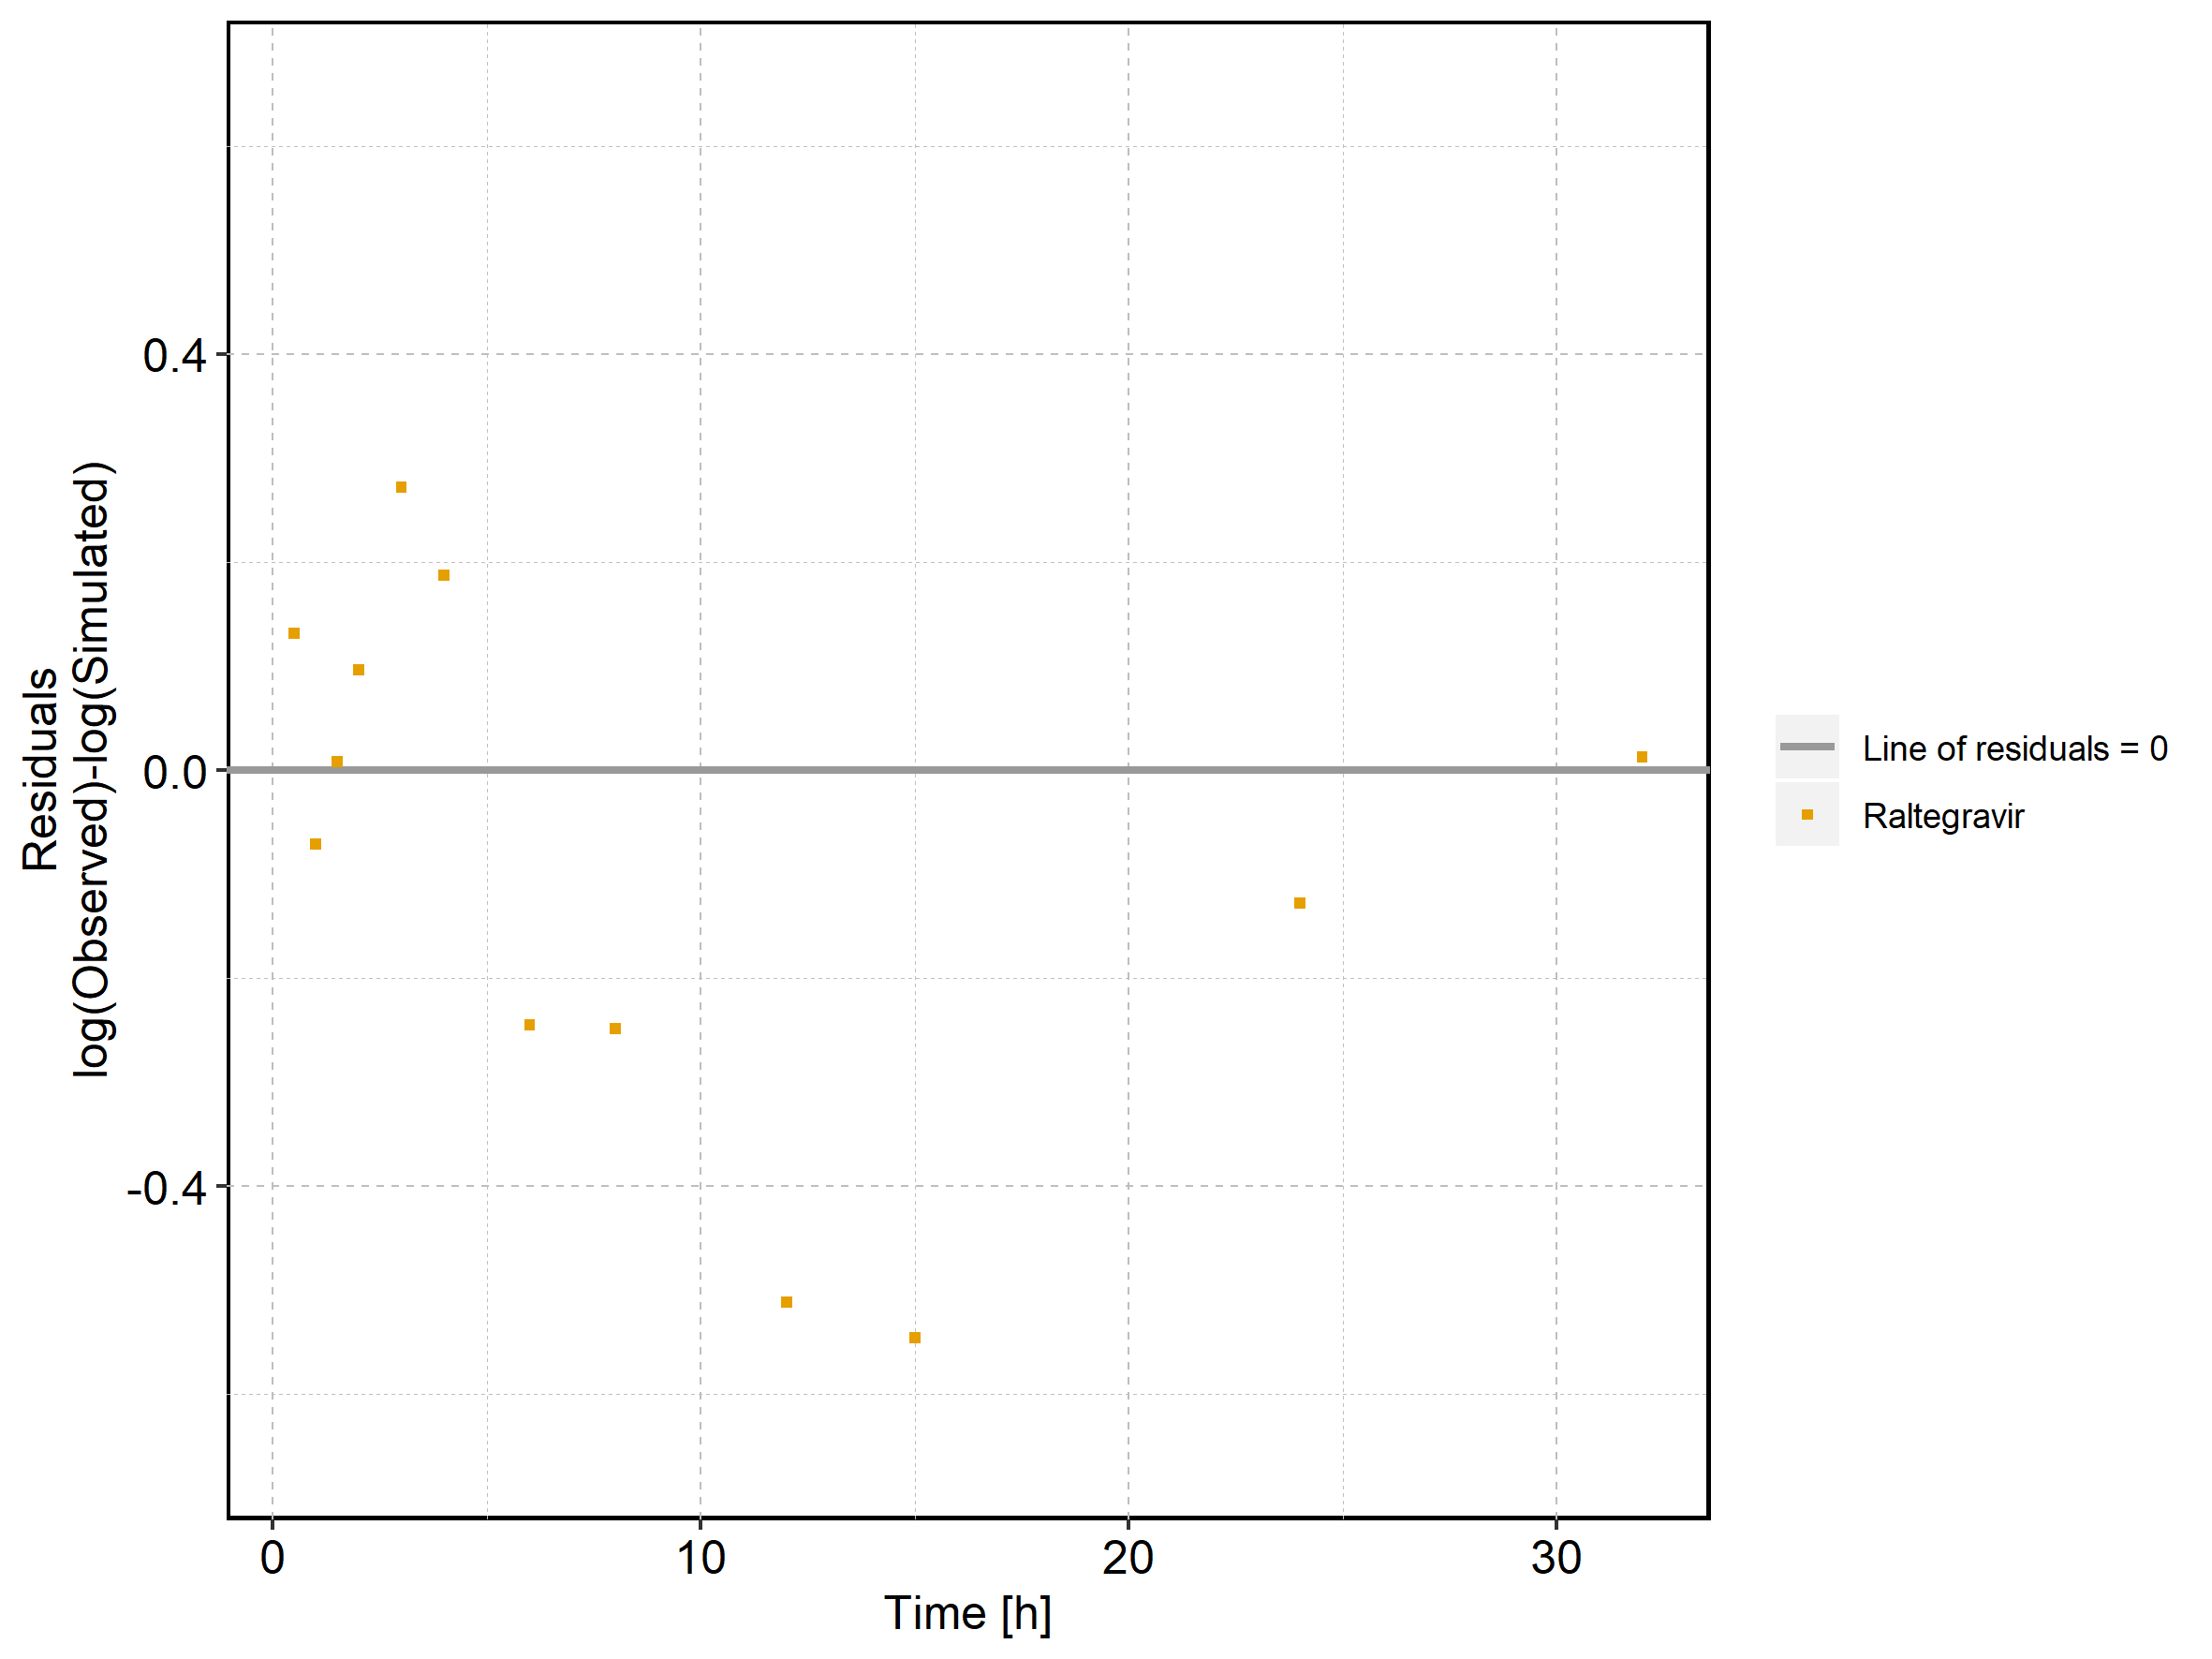 Residuals
log(Observed)-log(Simulated)
0.4
0.0
-0.4
0
10
20
30
Time [h]
Line of residuals = 0
Raltegravir